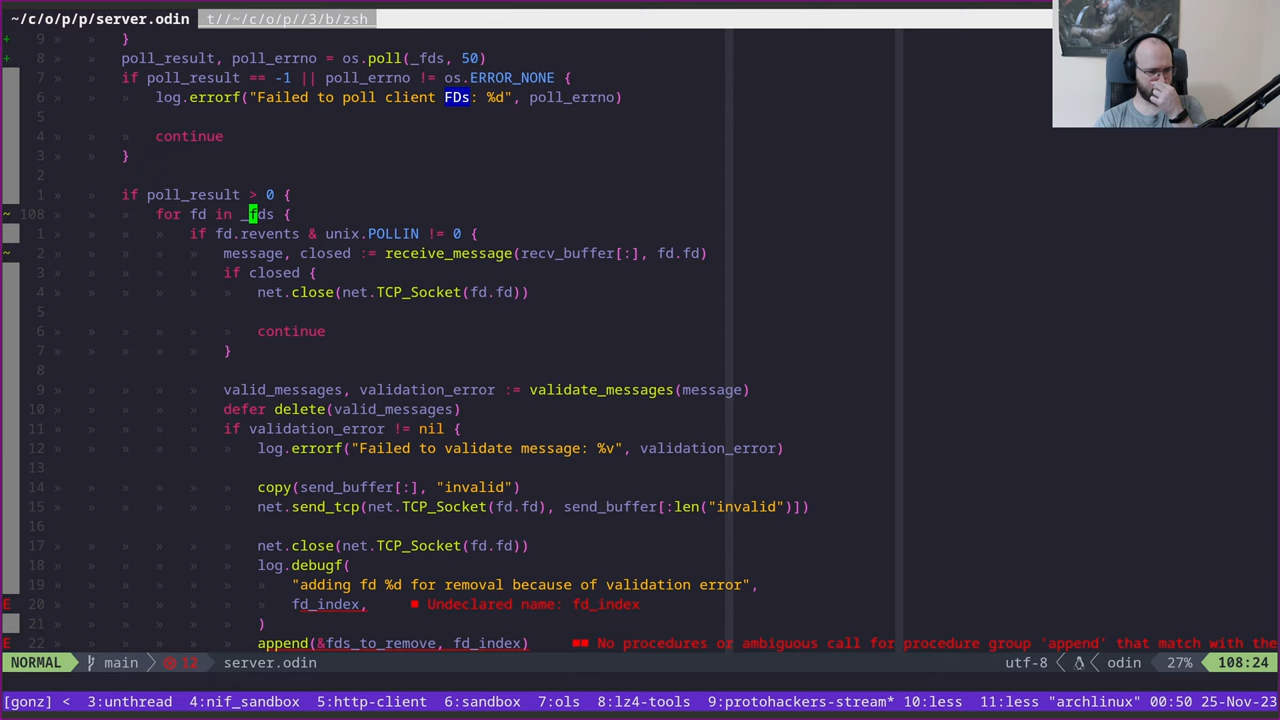 ~/c/o/p/p/server.odin t//~/c/o/p//3/b/zsh
+ 9 » » }
+ 8 » » poll_result, poll_errno = os.poll(_fds, 50)
7 » » if poll_result == -1 || poll_errno != os.ERROR_NONE {
6 » » » log.errorf("Failed to poll client FDs: %d", poll_errno)
5
4 » » » continue
3 » » » }
2
1 » » » if poll_result > 0 {
~ 108 » » » for fd in _fds {
1 » » » » if fd.revents & unix.POLLIN != 0 {
~ 2 » » » » message, closed := receive_message(recv_buffer[:], fd.fd)
3 » » » » if closed {
4 » » » » » net.close(net.TCP_Socket(fd.fd))
5
6 » » » » » continue
7 » » » » }
8
9 » » » » valid_messages, validation_error := validate_messages(message)
10 » » » » defer delete(valid_messages)
11 » » » » if validation_error != nil {
12 » » » » » log.errorf("Failed to validate message: %v", validation_error)
13
14 » » » » » copy(send_buffer[:], "invalid")
15 » » » » » net.send_tcp(net.TCP_Socket(fd.fd), send_buffer[:len("invalid")])
16
17 » » » » » net.close(net.TCP_Socket(fd.fd))
18 » » » » » log.debugf(
19 » » » » » » "adding fd %d for removal because of validation error",
E 20 » » » » » » fd_index, ■ Undeclared name: fd_index
21 » » » » » )
E 22 » » » » » append(&fds_to_remove, fd_index) ■■ No procedures or ambiguous call for procedure group 'append' that match with the
NORMAL main 12 server.odin utf-8 odin 27% 108:24
[gonz] < 3:unthread 4:nif_sandbox 5:http-client 6:sandbox 7:ols 8:lz4-tools 9:protohackers-stream* 10:less 11:less "archlinux" 00:50 25-Nov-23